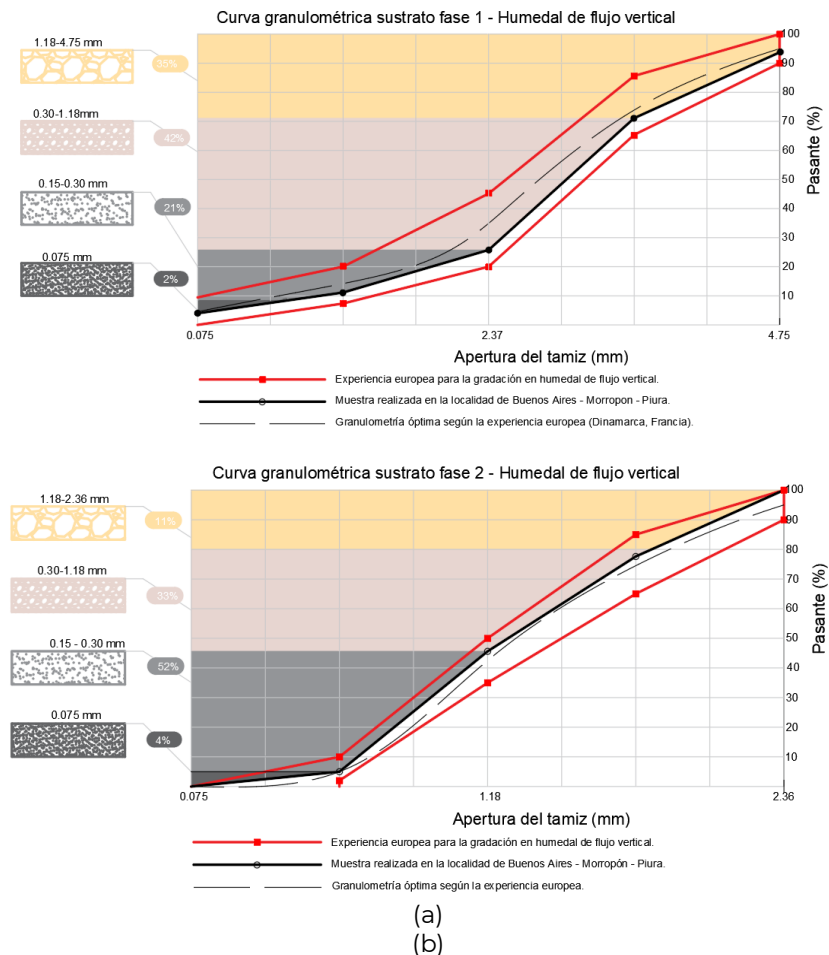 Curva granulométrica sustrato fase 1 - Humedal de flujo vertical
1.18-4.75 mm
35%
0.30-1.18mm
42%
0.15-0.30 mm
21%
0.075 mm
2%
100
90
80
70
60
50
40
30
20
10
Pasante (%)
0.075
2.37
4.75
Apertura del tamiz (mm)
Experiencia europea para la gradación en humedal de flujo vertical.
Muestra realizada en la localidad de Buenos Aires - Morropon - Piura.
Granulometría óptima según la experiencia europea (Dinamarca, Francia).
Curva granulométrica sustrato fase 2 - Humedal de flujo vertical
1.18-2.36 mm
11%
0.30-1.18 mm
33%
0.15 - 0.30 mm
52%
0.075 mm
4%
100
90
80
70
60
50
40
30
20
10
Pasante (%)
0.075
1.18
2.36
Apertura del tamiz (mm)
Experiencia europea para la gradación en humedal de flujo vertical.
Muestra realizada en la localidad de Buenos Aires - Morropón - Piura.
Granulometría óptima según la experiencia europea.
(a)
(b)